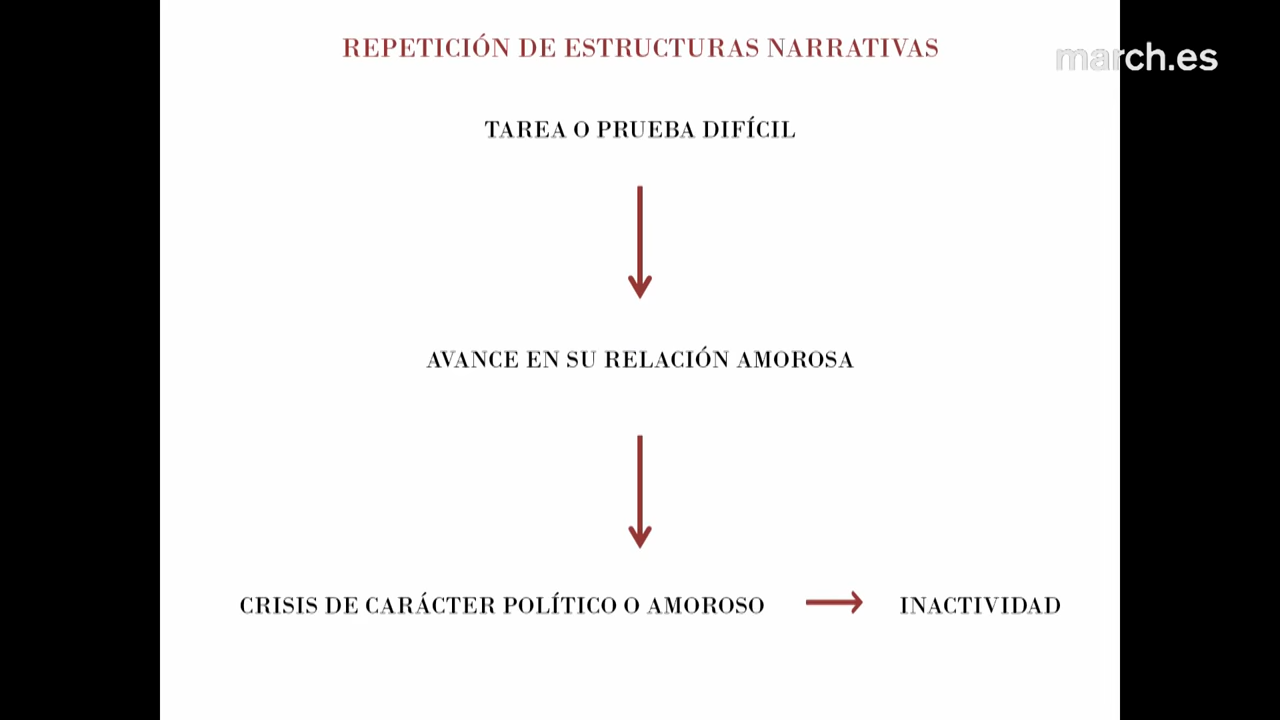 REPETICIÓN DE ESTRUCTURAS NARRATIVAS
march.es
TAREA O PRUEBA DIFÍCIL
AVANCE EN SU RELACIÓN AMOROSA
CRISIS DE CARÁCTER POLÍTICO O AMOROSO
INACTIVIDAD